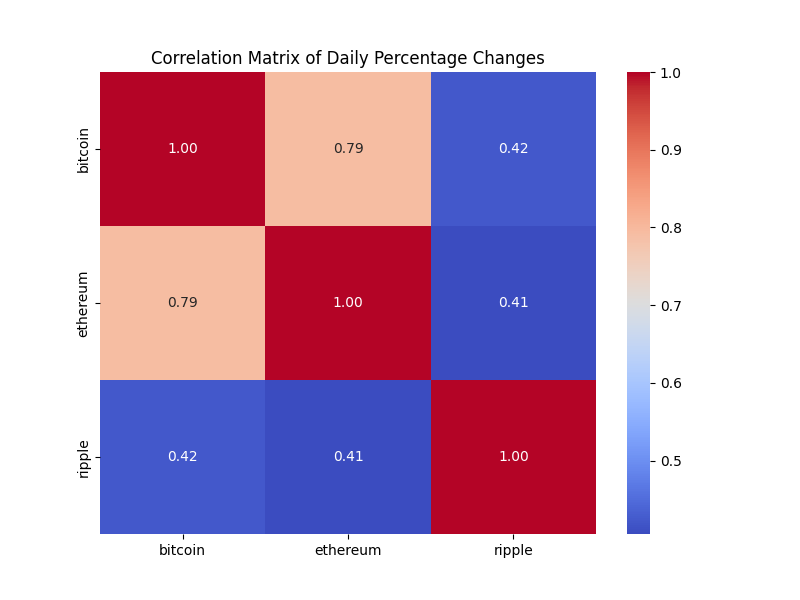 Correlation Matrix of Daily Percentage Changes
bitcoin
1.00
0.79
0.42
ethereum
0.79
1.00
0.41
ripple
0.42
0.41
1.00
bitcoin
ethereum
ripple
1.0
0.9
0.8
0.7
0.6
0.5